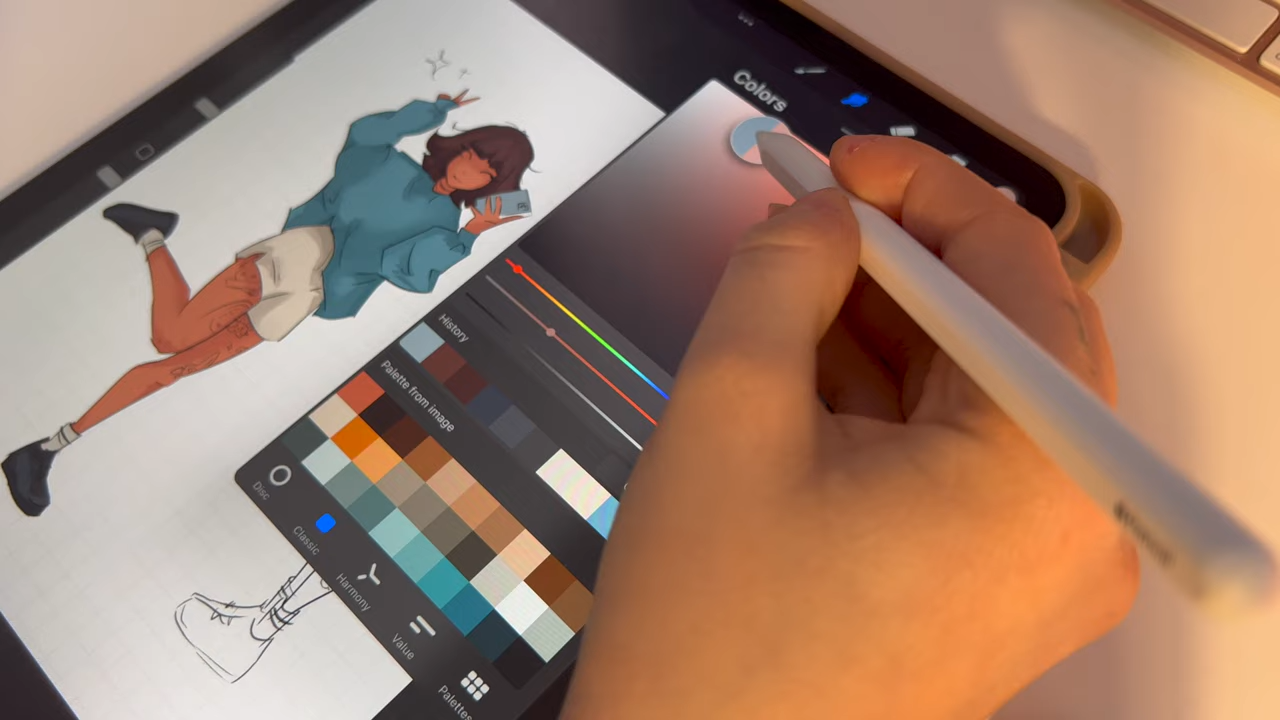 Colors
History
Palette from image
Disc
Classic
Harmony
Value
Palettes